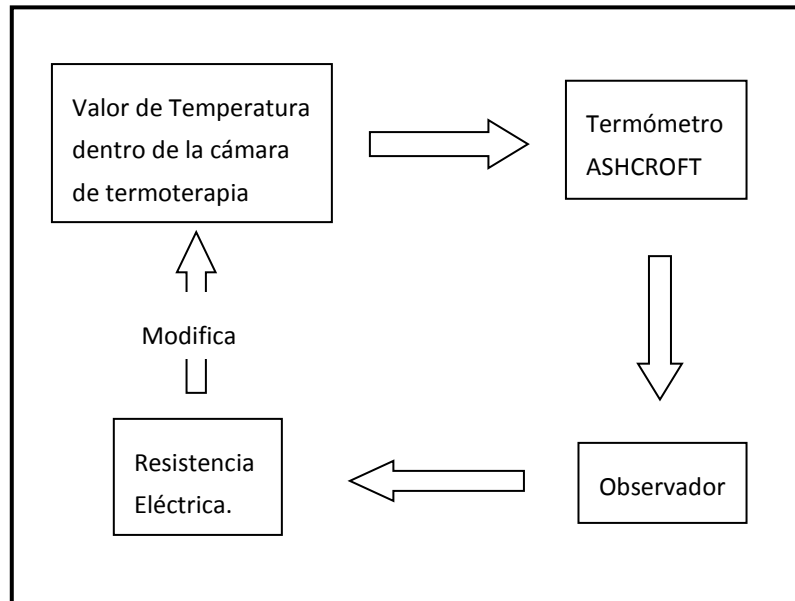 Valor de Temperatura
dentro de la cámara
de termoterapia
Termómetro
ASHCROFT
Modifica
Resistencia
Eléctrica.
Observador